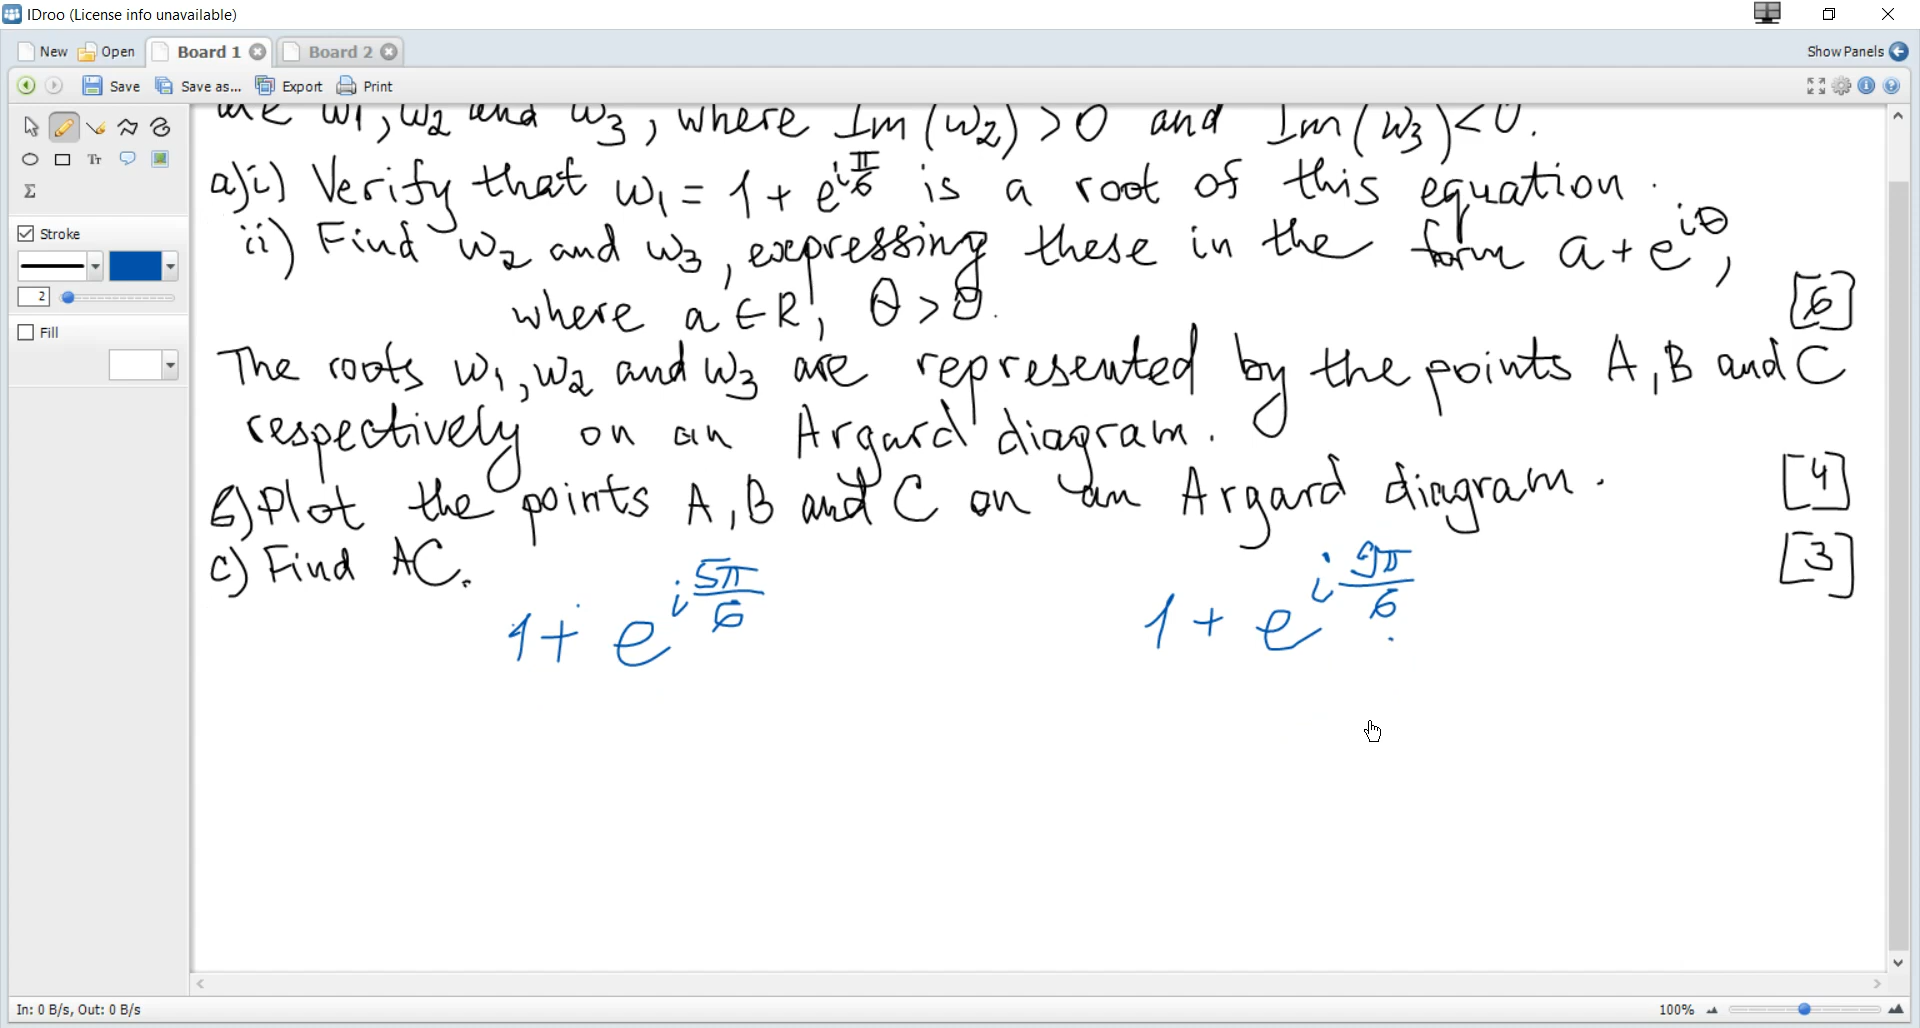 IDroo (License info unavailable)
New Open Board 1 Board 2 Show Panels
Save Save as... Export Print
are w₁, w₂ and w₃, where Im(w₂) > 0 and Im(w₃) < 0.
a) i) Verify that w₁ = 1 + e^{iπ/6} is a root of this equation.
ii) Find w₂ and w₃, expressing these in the form a + e^{iθ},
where a ∈ R, θ > 0. [6]
The roots w₁, w₂ and w₃ are represented by the points A, B and C
respectively on an Argard diagram.
b) Plot the points A, B and C on an Argard diagram. [4]
c) Find AC. [3]
1 + e^{i5π/6} 1 + e^{i9π/6}
Tt
Σ
Stroke
2
Fill
In: 0 B/s, Out: 0 B/s 100%